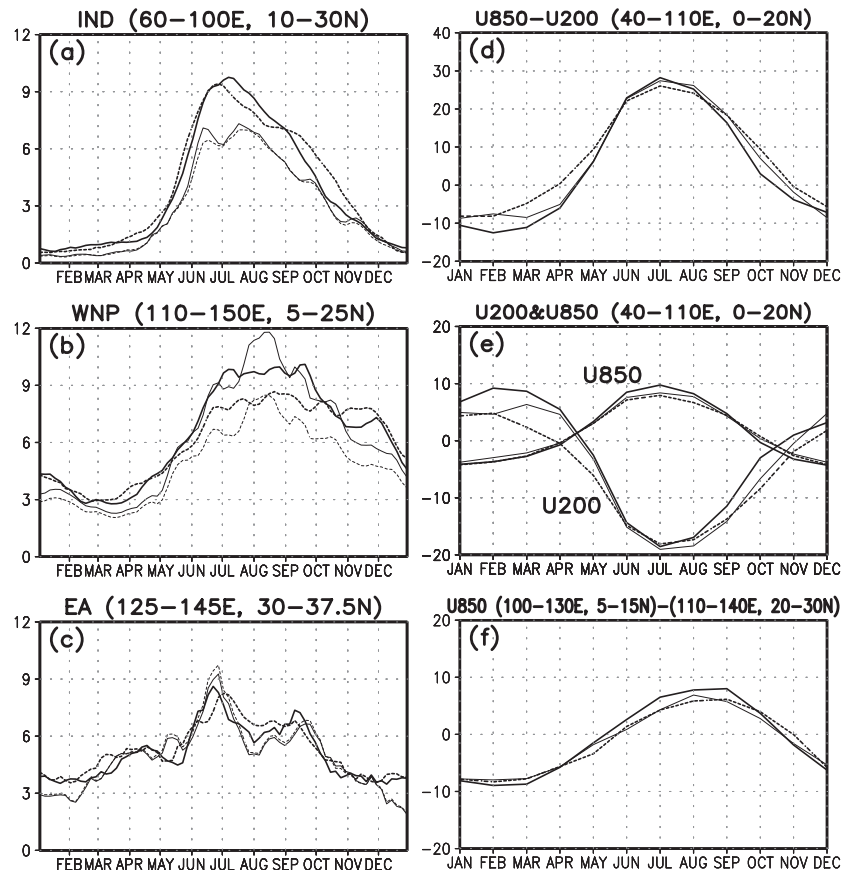 IND (60−100E, 10−30N)
(a)
12
9
6
3
0
FEB MAR APR MAY JUN JUL AUG SEP OCT NOV DEC
WNP (110−150E, 5−25N)
(b)
12
9
6
3
0
FEB MAR APR MAY JUN JUL AUG SEP OCT NOV DEC
EA (125−145E, 30−37.5N)
(c)
12
9
6
3
0
FEB MAR APR MAY JUN JUL AUG SEP OCT NOV DEC
U850−U200 (40−110E, 0−20N)
(d)
40
30
20
10
0
−10
−20
JAN FEB MAR APR MAY JUN JUL AUG SEP OCT NOV DEC
U200&U850 (40−110E, 0−20N)
(e)
20
10
0
−10
−20
U850
U200
JAN FEB MAR APR MAY JUN JUL AUG SEP OCT NOV DEC
U850 (100−130E, 5−15N)−(110−140E, 20−30N)
(f)
20
10
0
−10
−20
JAN FEB MAR APR MAY JUN JUL AUG SEP OCT NOV DEC